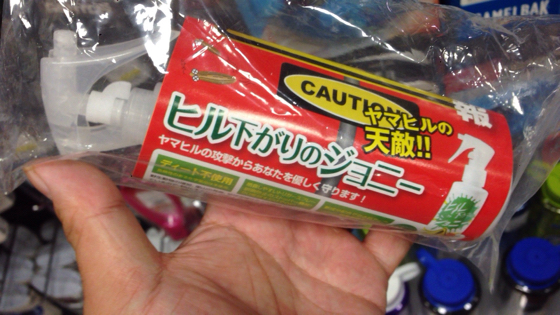 AMELBAK
報
CAUTION
ヤマヒルの
天敵!!
ヒル下がりのジョニー
ヤマヒルの攻撃からあなたを優しく守ります!
ディート不使用